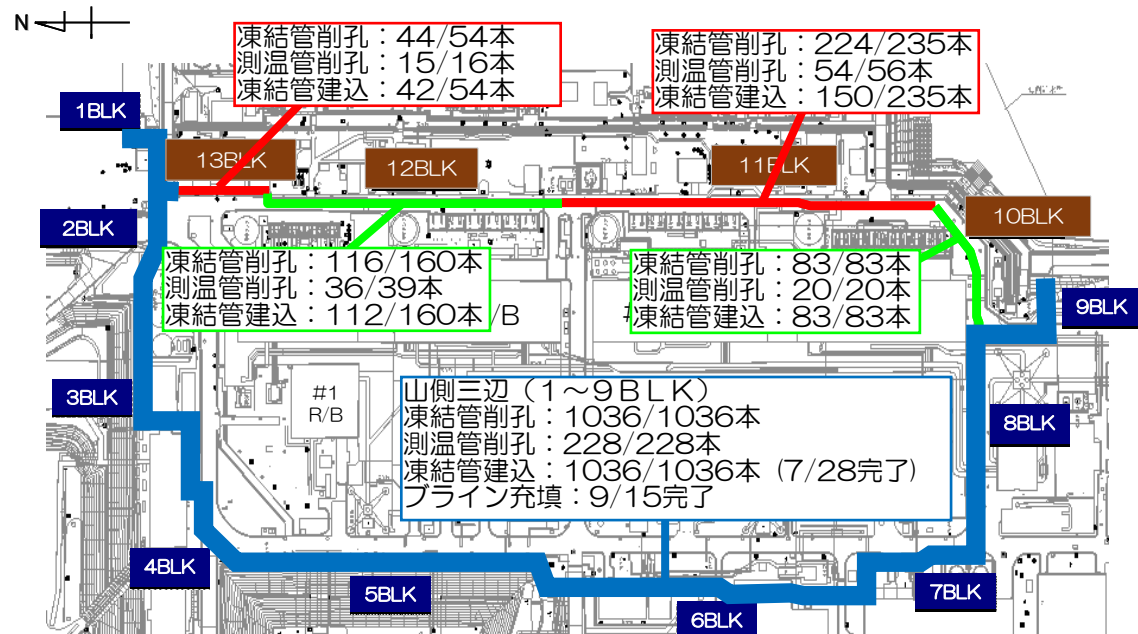 N
凍結管削孔：44/54本
測温管削孔：15/16本
凍結管建込：42/54本
凍結管削孔：224/235本
測温管削孔：54/56本
凍結管建込：150/235本
1BLK
13BLK
12BLK
11BLK
10BLK
2BLK
凍結管削孔：116/160本
測温管削孔：36/39本
凍結管建込：112/160本
/B
凍結管削孔：83/83本
測温管削孔：20/20本
凍結管建込：83/83本
9BLK
3BLK
#1
R/B
山側三辺（1～9ＢＬＫ）
凍結管削孔：1036/1036本
測温管削孔：228/228本
凍結管建込：1036/1036本（7/28完了）
ブライン充填：9/15完了
8BLK
4BLK
5BLK
6BLK
7BLK